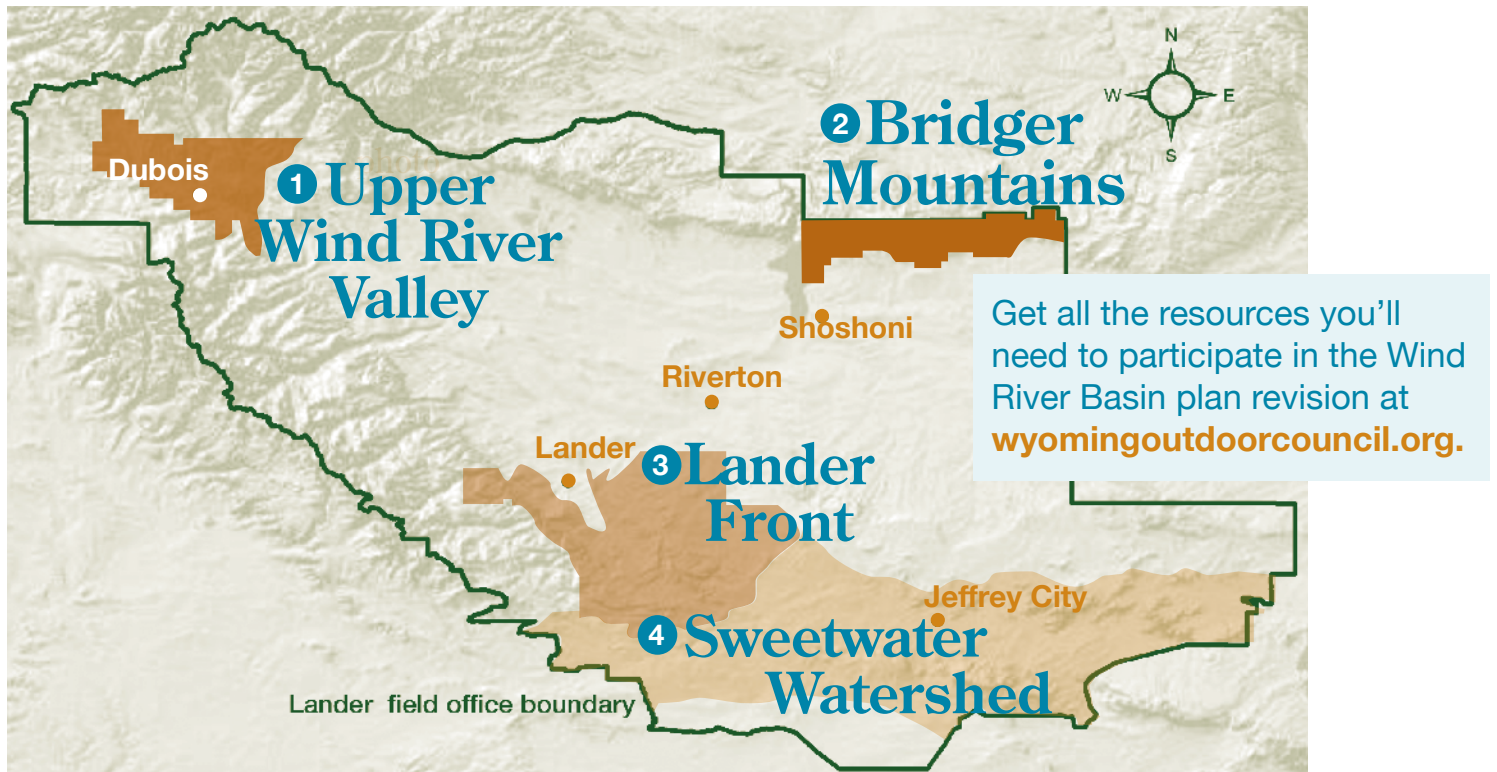 N
W E
S
2 Bridger
Mountains
Dubois
1 Upper
Wind River
Valley
Shoshoni
Get all the resources you’ll
need to participate in the Wind
River Basin plan revision at
wyomingoutdoorcouncil.org.
Riverton
Lander
3 Lander
Front
Jeffrey City
4 Sweetwater
Watershed
Lander field office boundary